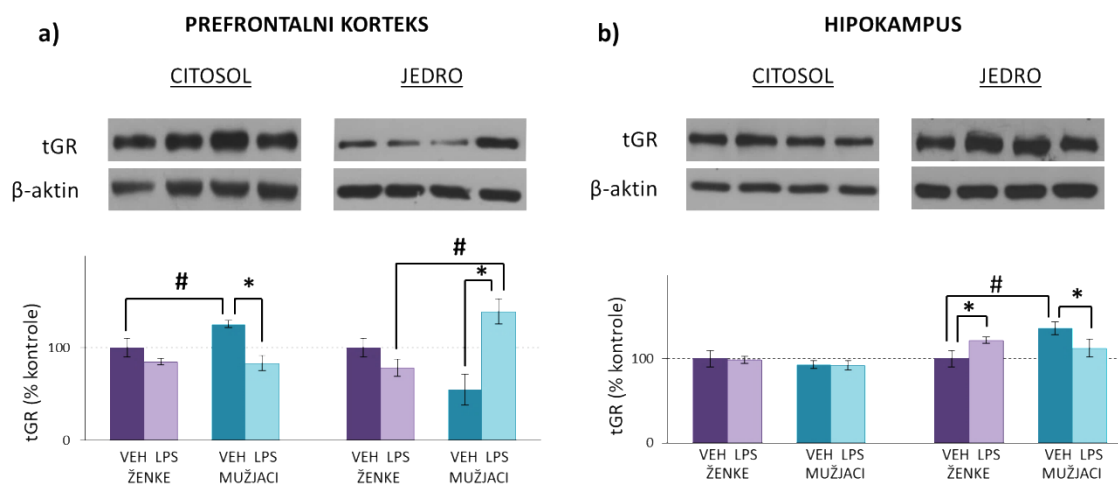 a)
PREFRONTALNI KORTEKS
CITOSOL
JEDRO
tGR
β-aktin
#
*
#
*
tGR (% kontrole)
100
0
VEH LPS
ŽENKE
VEH LPS
MUŽJACI
VEH LPS
ŽENKE
VEH LPS
MUŽJACI
b)
HIPOKAMPUS
CITOSOL
JEDRO
tGR
β-aktin
*
#
*
tGR (% kontrole)
100
0
VEH LPS
ŽENKE
VEH LPS
MUŽJACI
VEH LPS
ŽENKE
VEH LPS
MUŽJACI